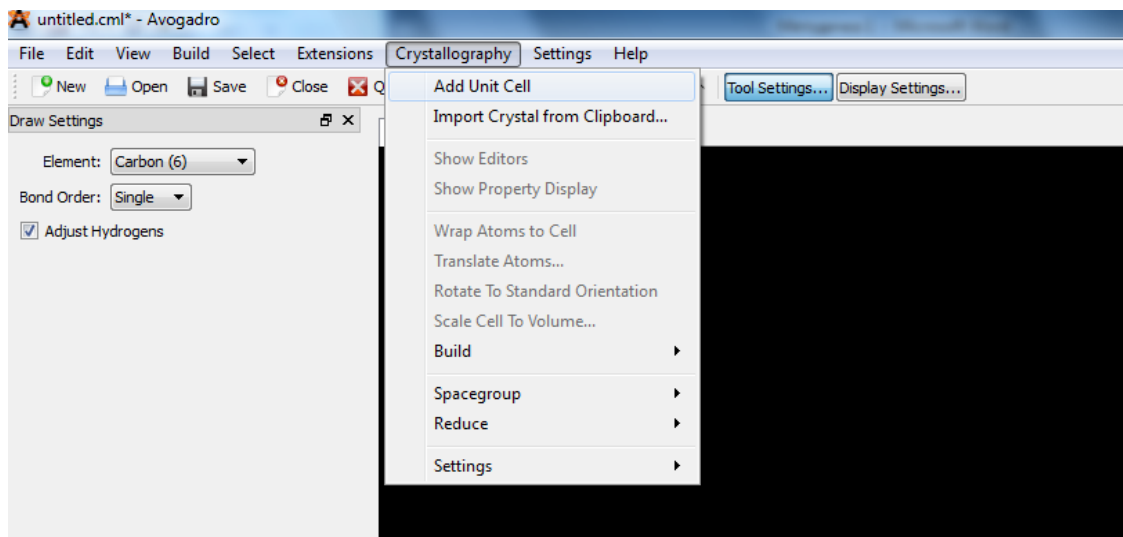 untitled.cml* - Avogadro
File Edit View Build Select Extensions Crystallography Settings Help
New Open Save Close Q Tool Settings... Display Settings...
Draw Settings
Element: Carbon (6)
Bond Order: Single
Adjust Hydrogens
Add Unit Cell
Import Crystal from Clipboard...
Show Editors
Show Property Display
Wrap Atoms to Cell
Translate Atoms...
Rotate To Standard Orientation
Scale Cell To Volume...
Build
Spacegroup
Reduce
Settings